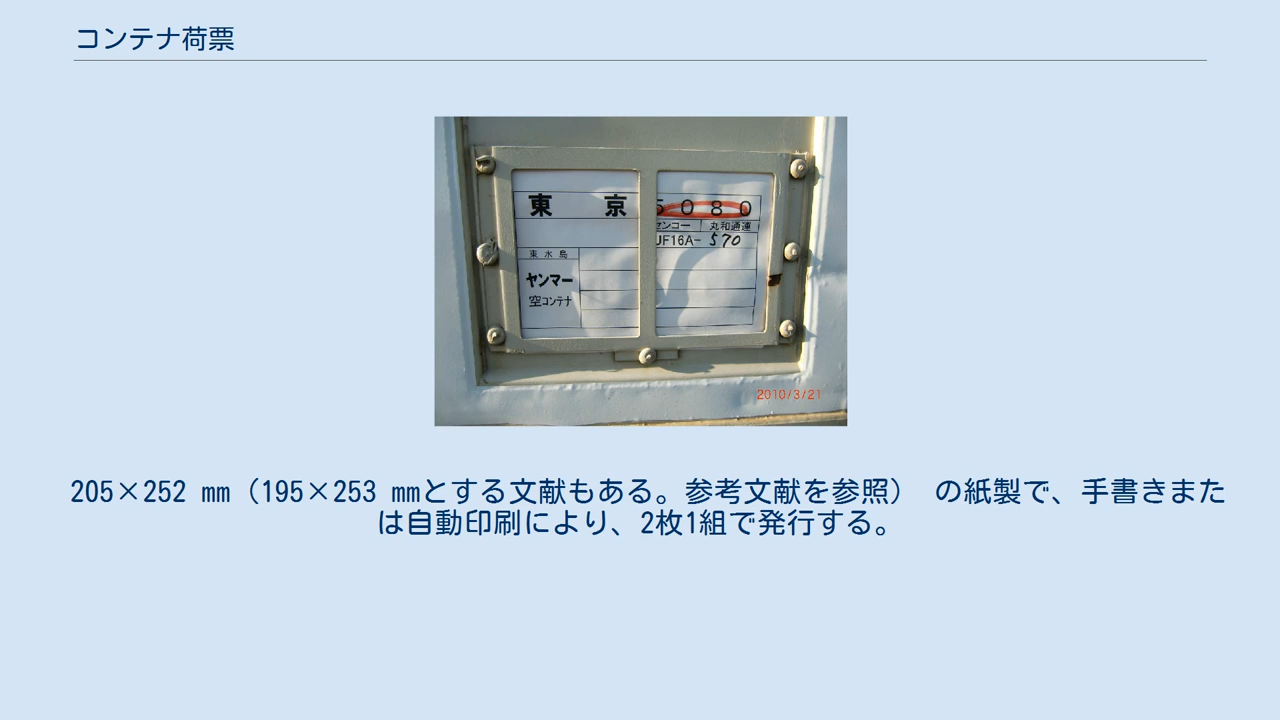 コンテナ荷票
東 京 5080
センコー 丸和通運
UF16A-570
東水島
ヤンマー
空コンテナ
2010/3/21
205×252 mm（195×253 mmとする文献もある。参考文献を参照） の紙製で、手書きまた
は自動印刷により、2枚1組で発行する。